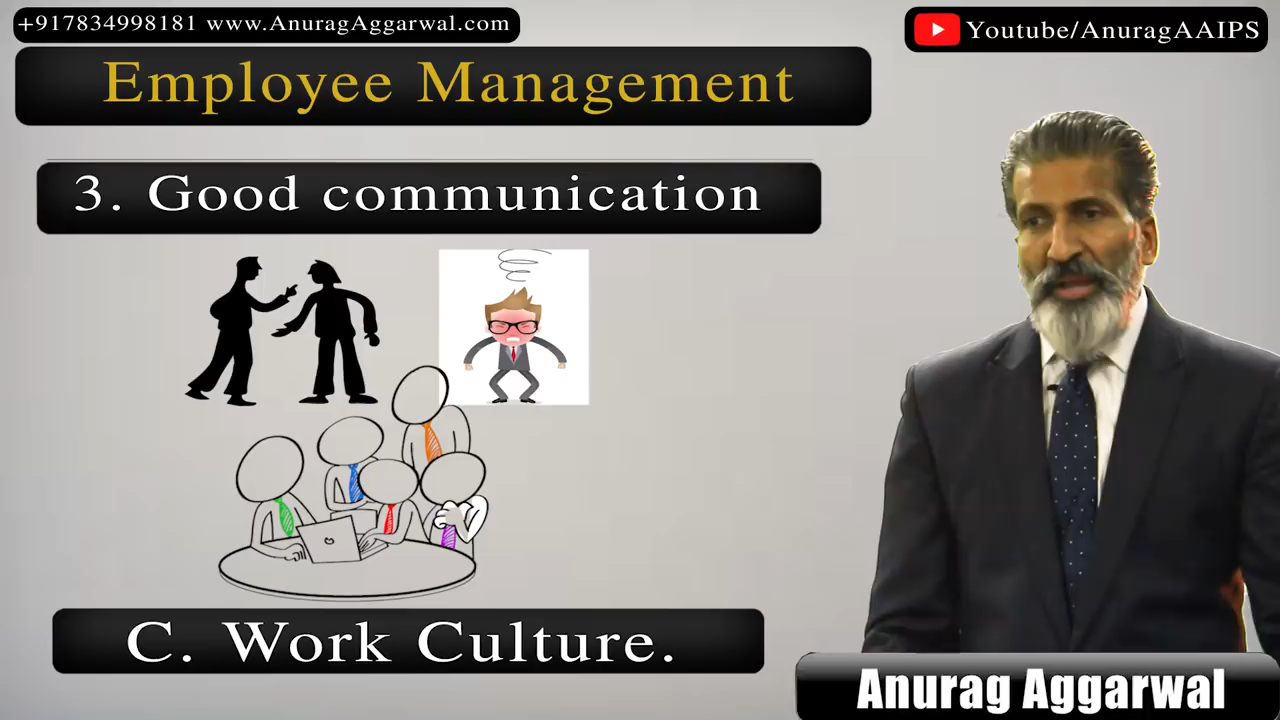 +917834998181 www.AnuragAggarwal.com
Youtube/AnuragAAIPS
Employee Management
3. Good communication
C. Work Culture.
Anurag Aggarwal